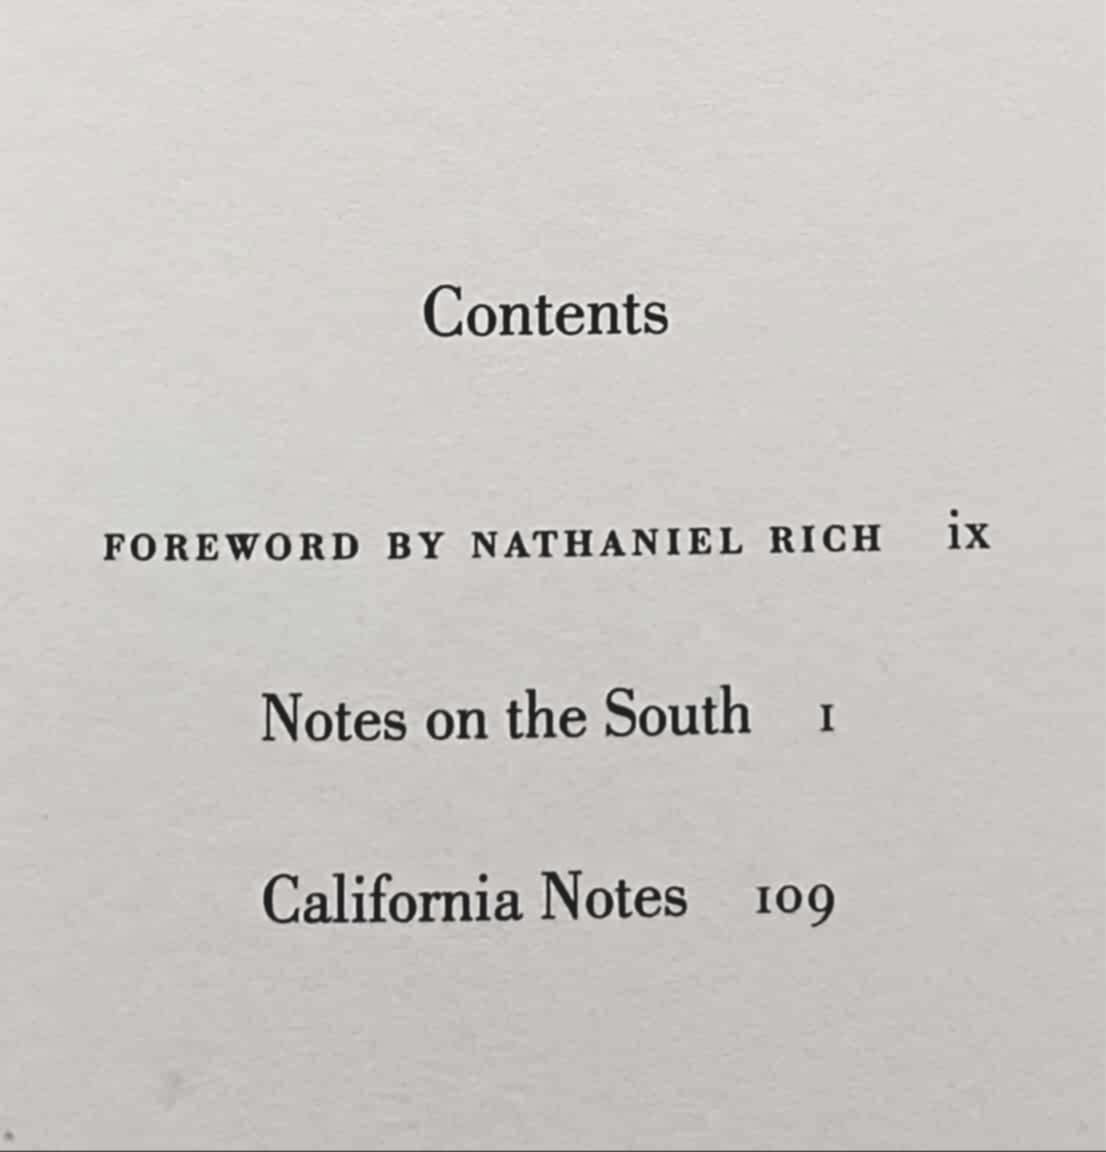 Contents
FOREWORD BY NATHANIEL RICH ix
Notes on the South 1
California Notes 109